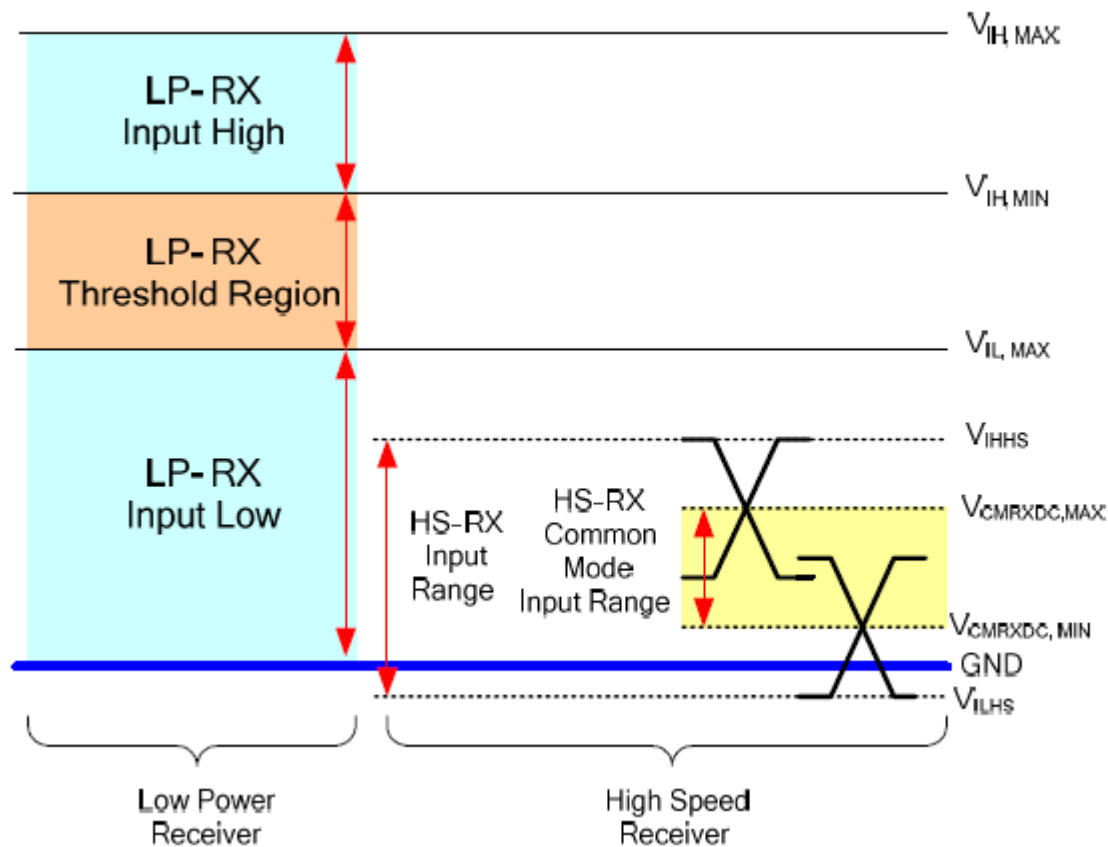 V_IH, MAX
LP-RX
Input High
V_IH, MIN
LP-RX
Threshold Region
V_IL, MAX
LP-RX
Input Low
V_IHHS
HS-RX
Input
Range
HS-RX
Common
Mode
Input Range
V_CMRXDC,MAX
V_CMRXDC, MIN
GND
V_ILHS
Low Power
Receiver
High Speed
Receiver